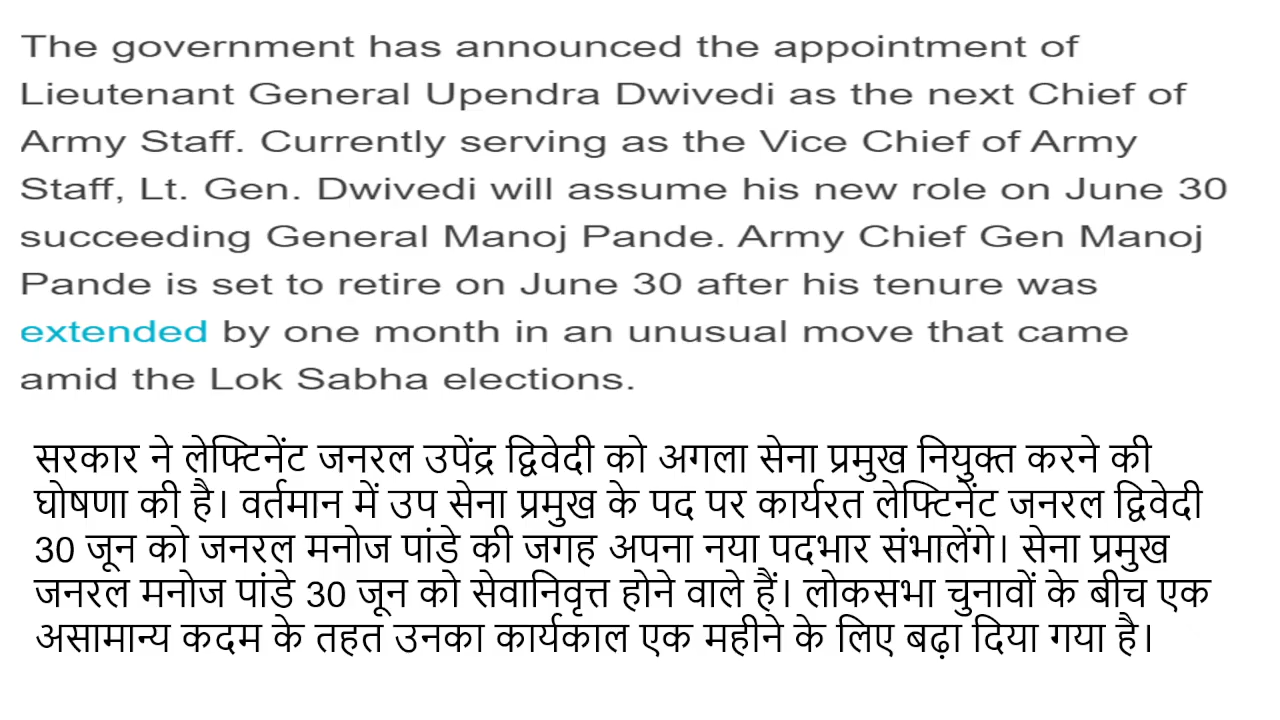 The government has announced the appointment of
Lieutenant General Upendra Dwivedi as the next Chief of
Army Staff. Currently serving as the Vice Chief of Army
Staff, Lt. Gen. Dwivedi will assume his new role on June 30
succeeding General Manoj Pande. Army Chief Gen Manoj
Pande is set to retire on June 30 after his tenure was
extended by one month in an unusual move that came
amid the Lok Sabha elections.
सरकार ने लेफ्टिनेंट जनरल उपेंद्र द्विवेदी को अगला सेना प्रमुख नियुक्त करने की
घोषणा की है। वर्तमान में उप सेना प्रमुख के पद पर कार्यरत लेफ्टिनेंट जनरल द्विवेदी
30 जून को जनरल मनोज पांडे की जगह अपना नया पदभार संभालेंगे। सेना प्रमुख
जनरल मनोज पांडे 30 जून को सेवानिवृत्त होने वाले हैं। लोकसभा चुनावों के बीच एक
असामान्य कदम के तहत उनका कार्यकाल एक महीने के लिए बढ़ा दिया गया है।